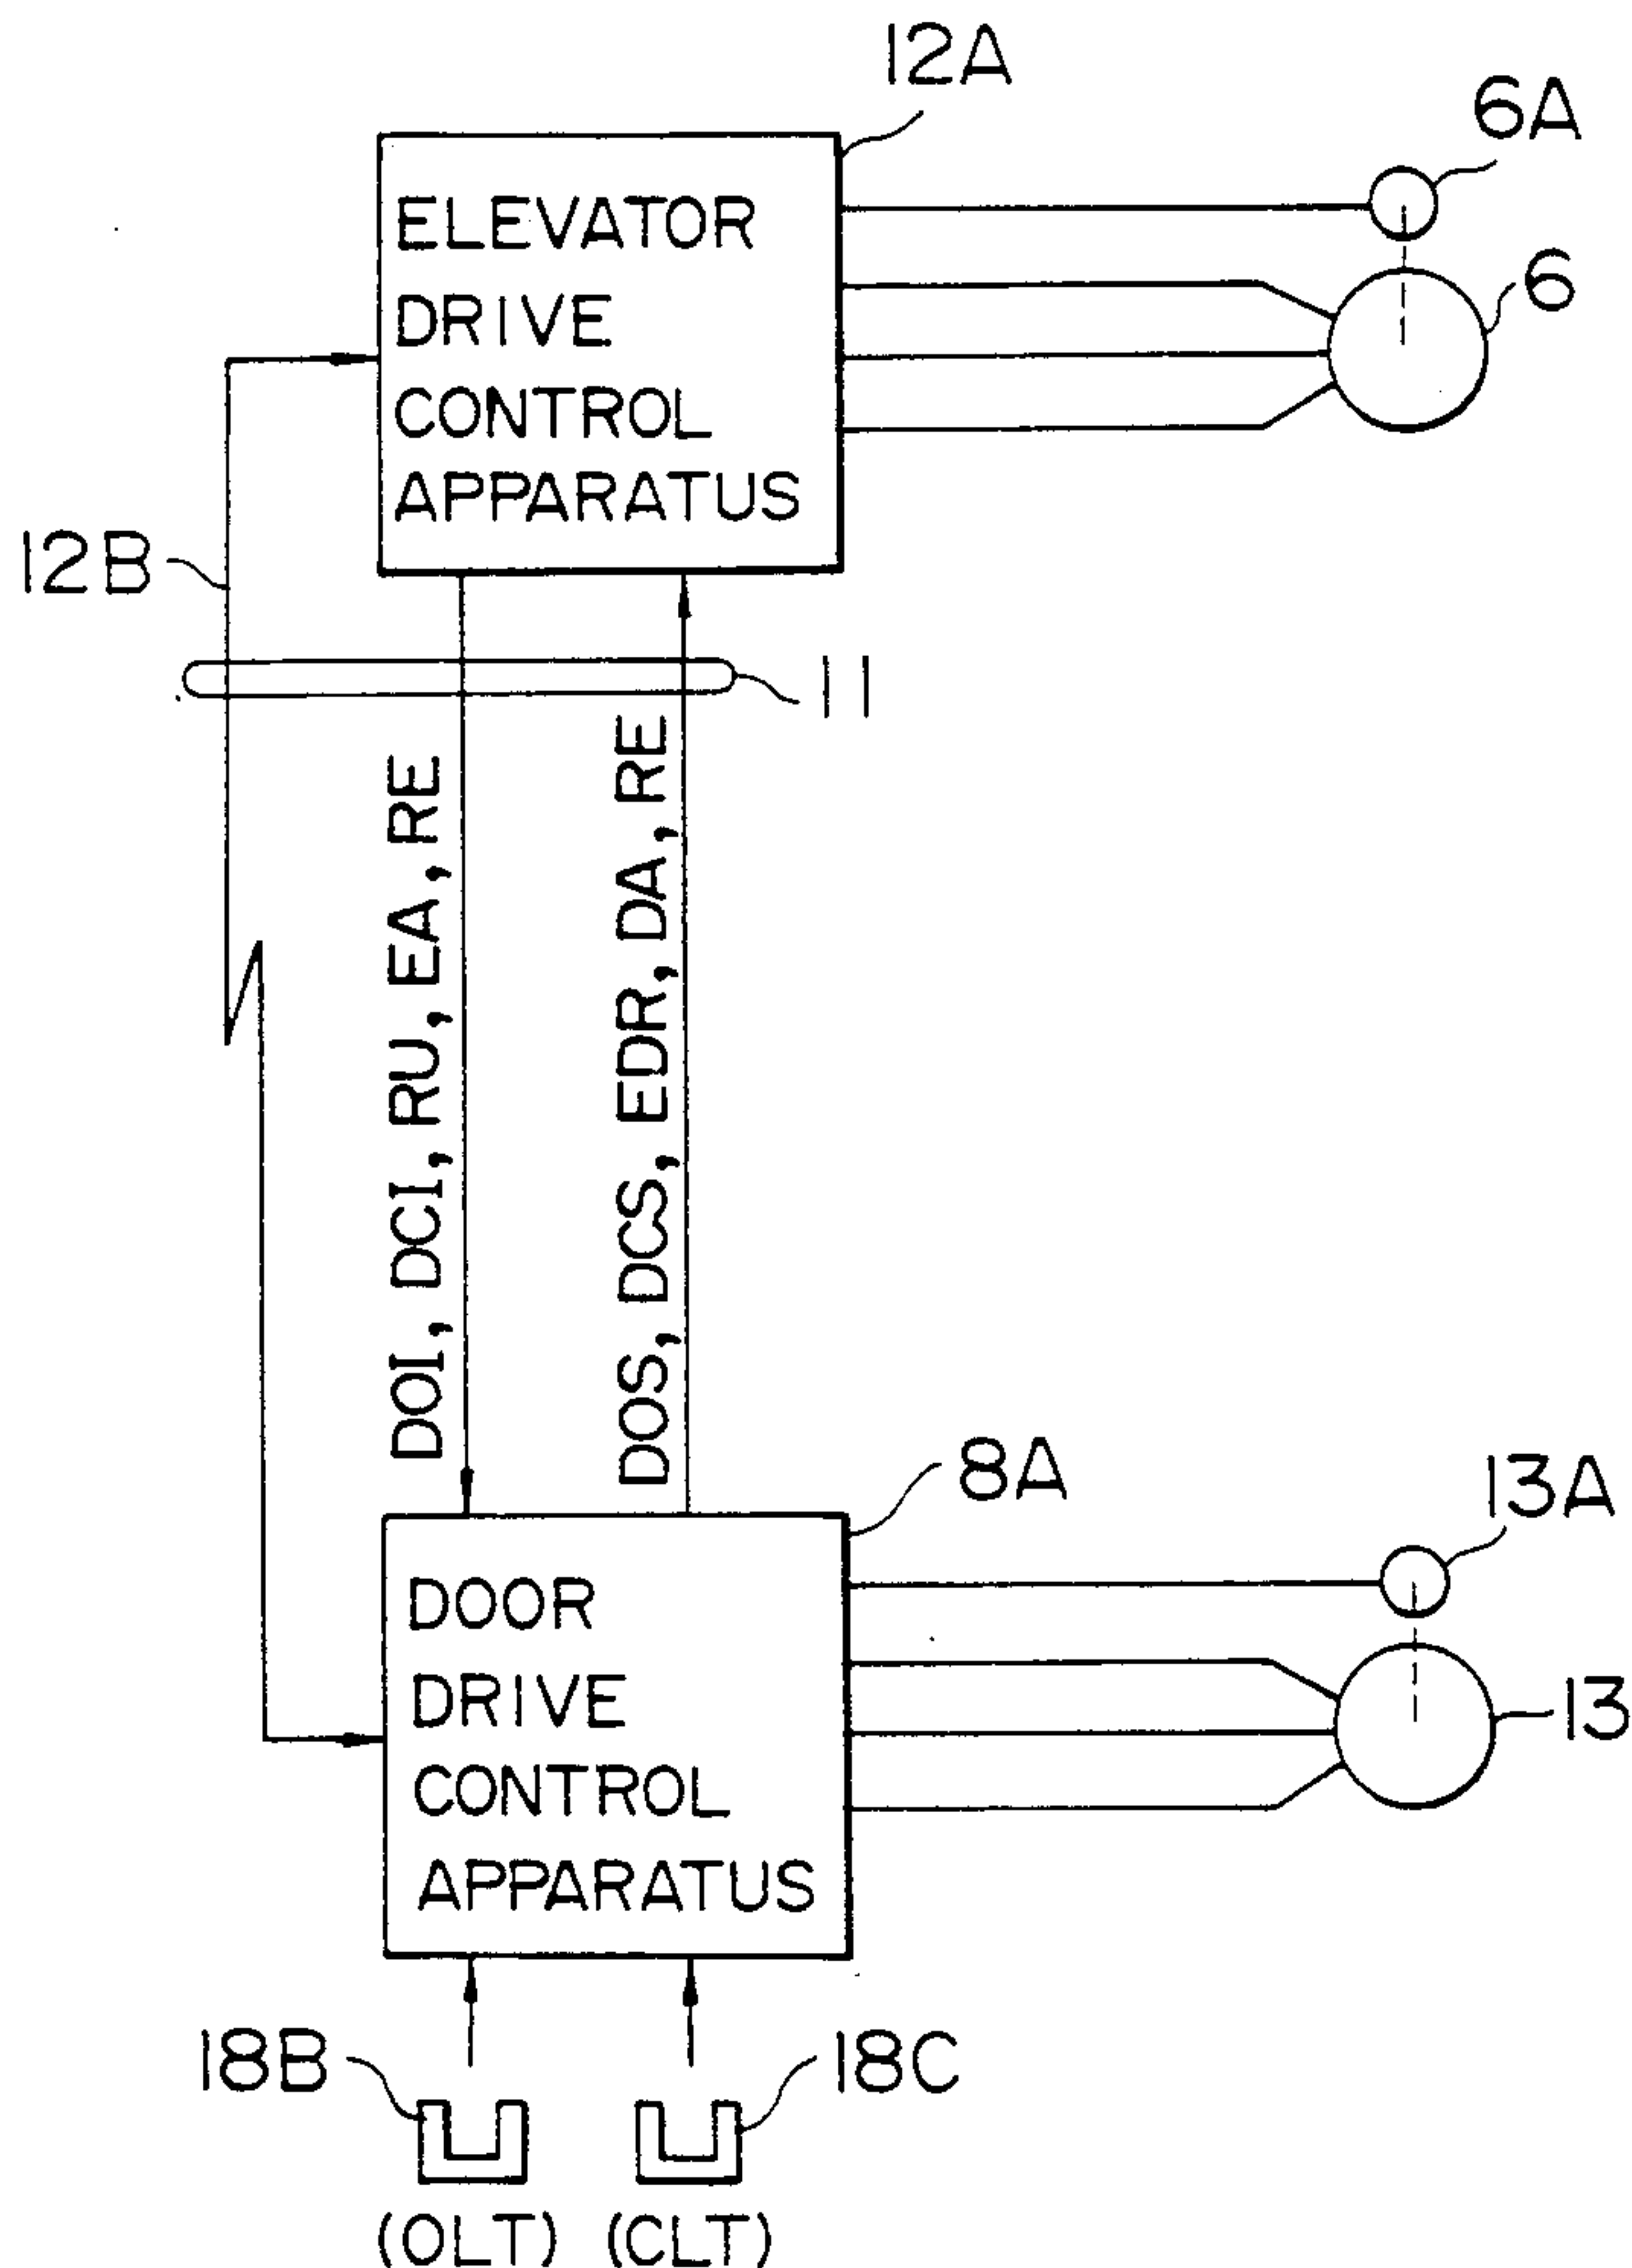 12A
6A
ELEVATOR
DRIVE
CONTROL
APPARATUS
6
12B
11
DOI, DCI, RU, EA, RE
DOS, DCS, EDR, DA, RE
8A
13A
DOOR
DRIVE
CONTROL
APPARATUS
13
18B
18C
(OLT)
(CLT)